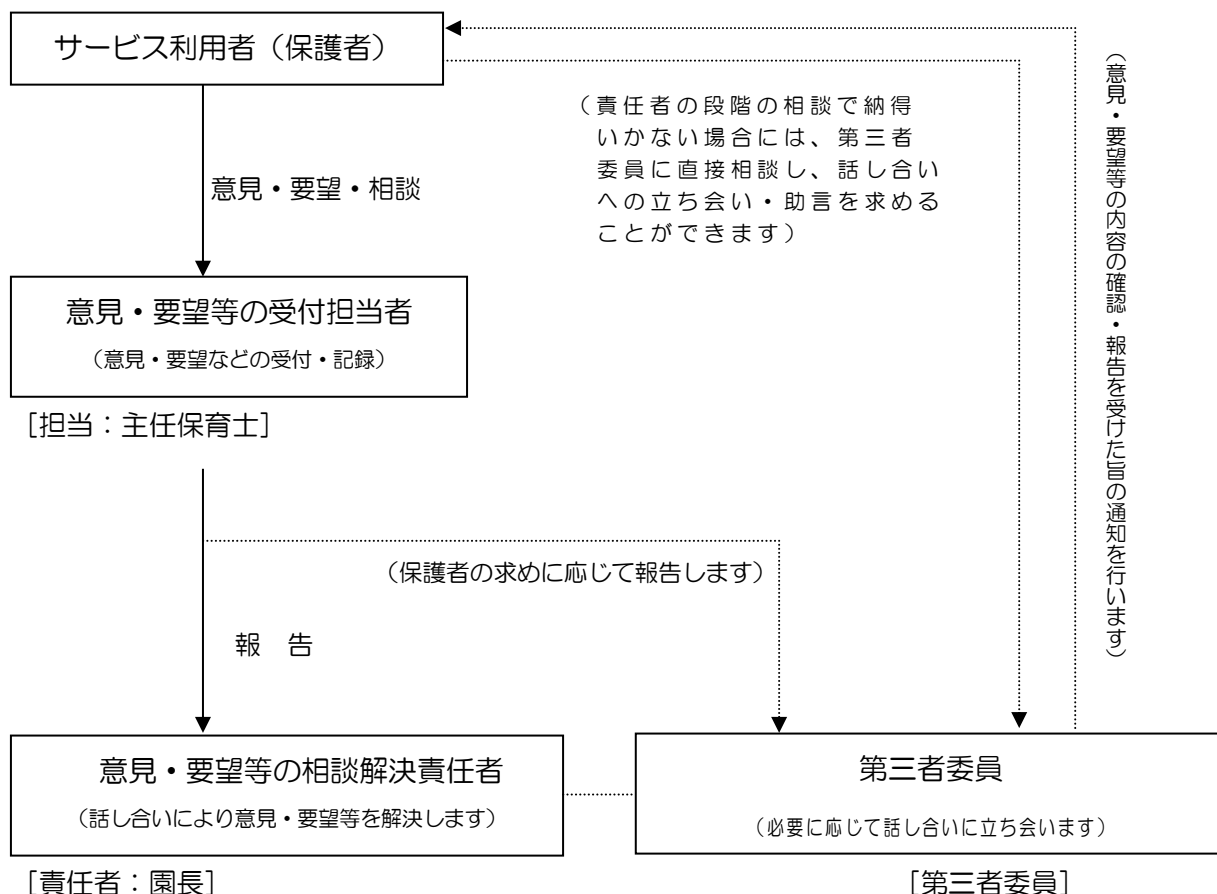 サービス利用者（保護者）
（責任者の段階の相談で納得
いかない場合には、第三者
委員に直接相談し、話し合い
への立ち会い・助言を求める
ことができます）
（意見・要望等の内容の確認・報告を受けた旨の通知を行います）
意見・要望・相談
意見・要望等の受付担当者
（意見・要望などの受付・記録）
［担当：主任保育士］
（保護者の求めに応じて報告します）
報　告
意見・要望等の相談解決責任者
（話し合いにより意見・要望等を解決します）
［責任者：園長］
第三者委員
（必要に応じて話し合いに立ち会います）
［第三者委員］